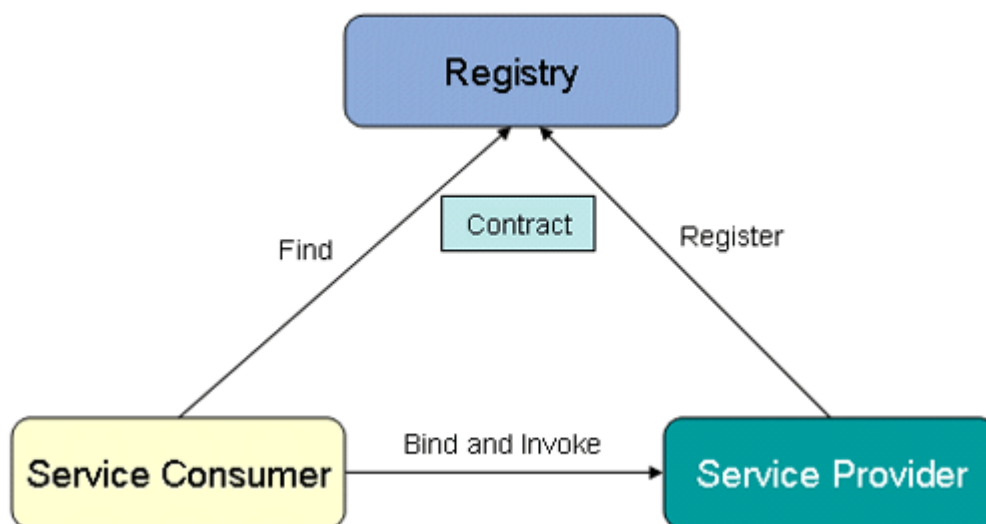 Registry
Contract
Find
Register
Bind and Invoke
Service Consumer
Service Provider